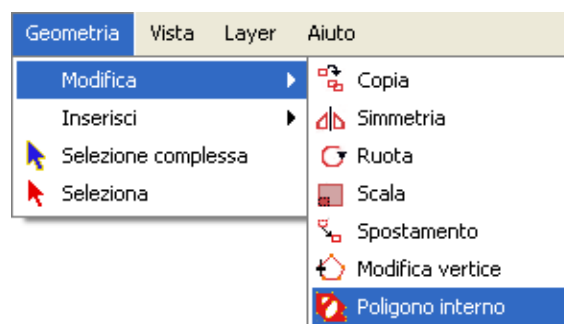 Geometria Vista Layer Aiuto
Modifica
Inserisci
Selezione complessa
Seleziona
Copia
Simmetria
Ruota
Scala
Spostamento
Modifica vertice
Poligono interno